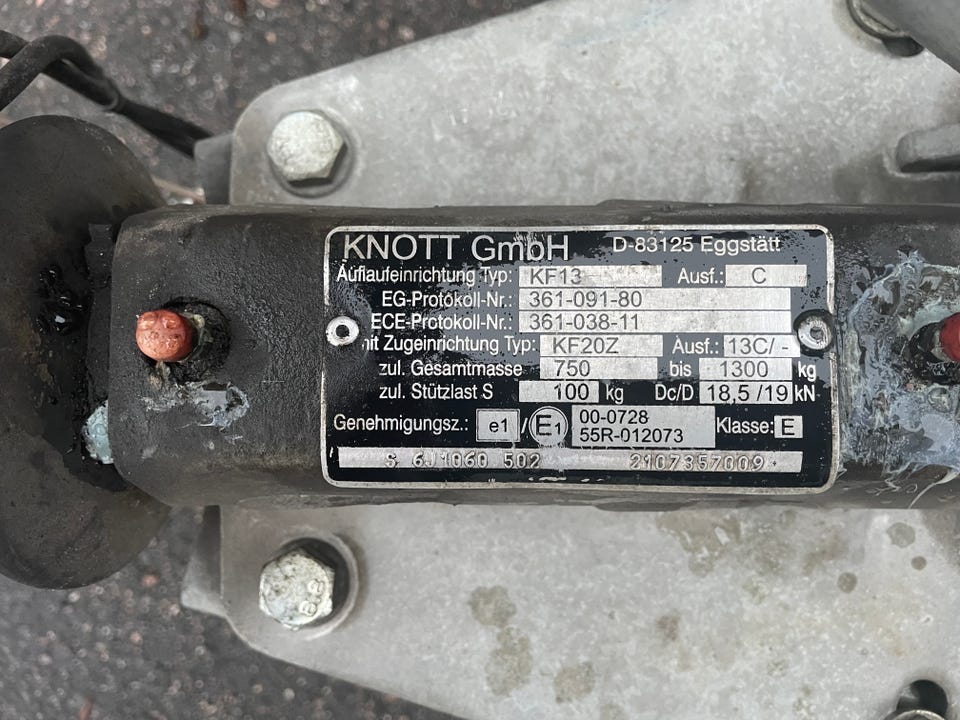 KNOTT GmbH D-83125 Eggstätt
Auflaufeinrichtung Typ: KF13 Ausf.: C
EG-Protokoll-Nr.: 361-091-80
ECE-Protokoll-Nr.: 361-038-11
mit Zugeinrichtung Typ: KF20Z Ausf.: 13C/-
zul. Gesamtmasse 750 bis 1300 kg
zul. Stützlast S 100 kg Dc/D 18,5/19 kN
Genehmigungsz.: e1 / E1 00-0728
55R-012073 Klasse: E
S 6J1060 502 2107357009